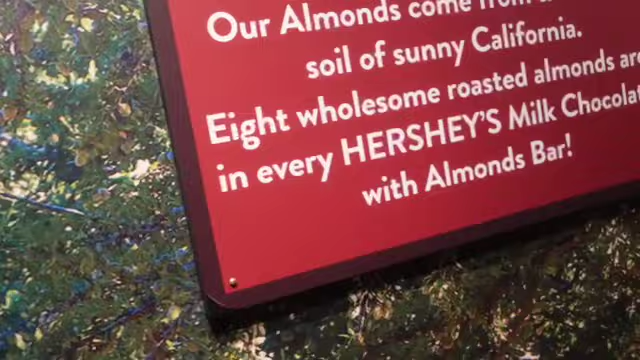 Our Almonds come from
soil of sunny California.
Eight wholesome roasted almonds are
in every HERSHEY'S Milk Chocolat
with Almonds Bar!